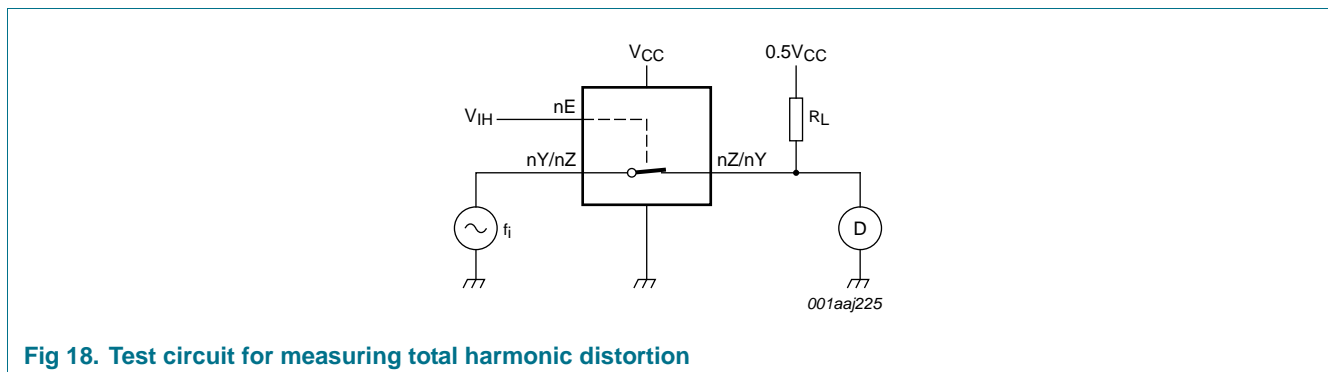 VCC
0.5VCC
nE
VIH
RL
nY/nZ
nZ/nY
fi
D
001aaj225
Fig 18. Test circuit for measuring total harmonic distortion